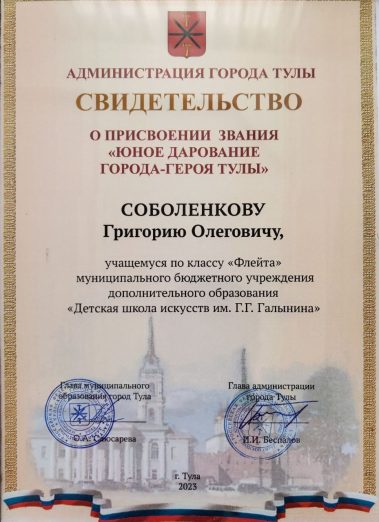 АДМИНИСТРАЦИЯ ГОРОДА ТУЛЫ
СВИДЕТЕЛЬСТВО
О ПРИСВОЕНИИ ЗВАНИЯ
«ЮНОЕ ДАРОВАНИЕ
ГОРОДА-ГЕРОЯ ТУЛЫ»
СОБОЛЕНКОВУ
Григорию Олеговичу,
учащемуся по классу «Флейта»
муниципального бюджетного учреждения
дополнительного образования
«Детская школа искусств им. Г.Г. Галынина»
Глава муниципального
образования город Тула
О.А. Слюсарева
Глава администрации
города Тулы
И.И. Беспалов
г. Тула
2023